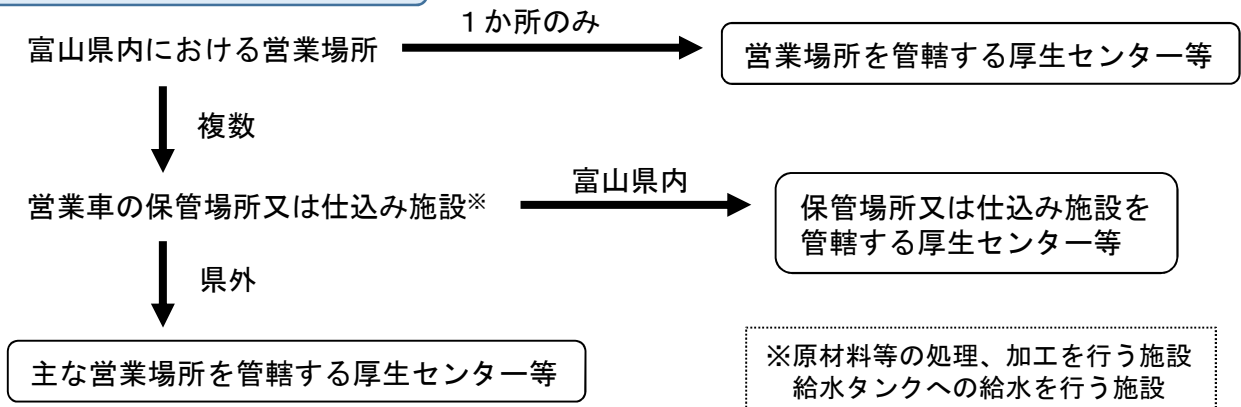 富山県内における営業場所
１か所のみ
営業場所を管轄する厚生センター等
複数
営業車の保管場所又は仕込み施設※
富山県内
保管場所又は仕込み施設を
管轄する厚生センター等
県外
主な営業場所を管轄する厚生センター等
※原材料等の処理、加工を行う施設
給水タンクへの給水を行う施設